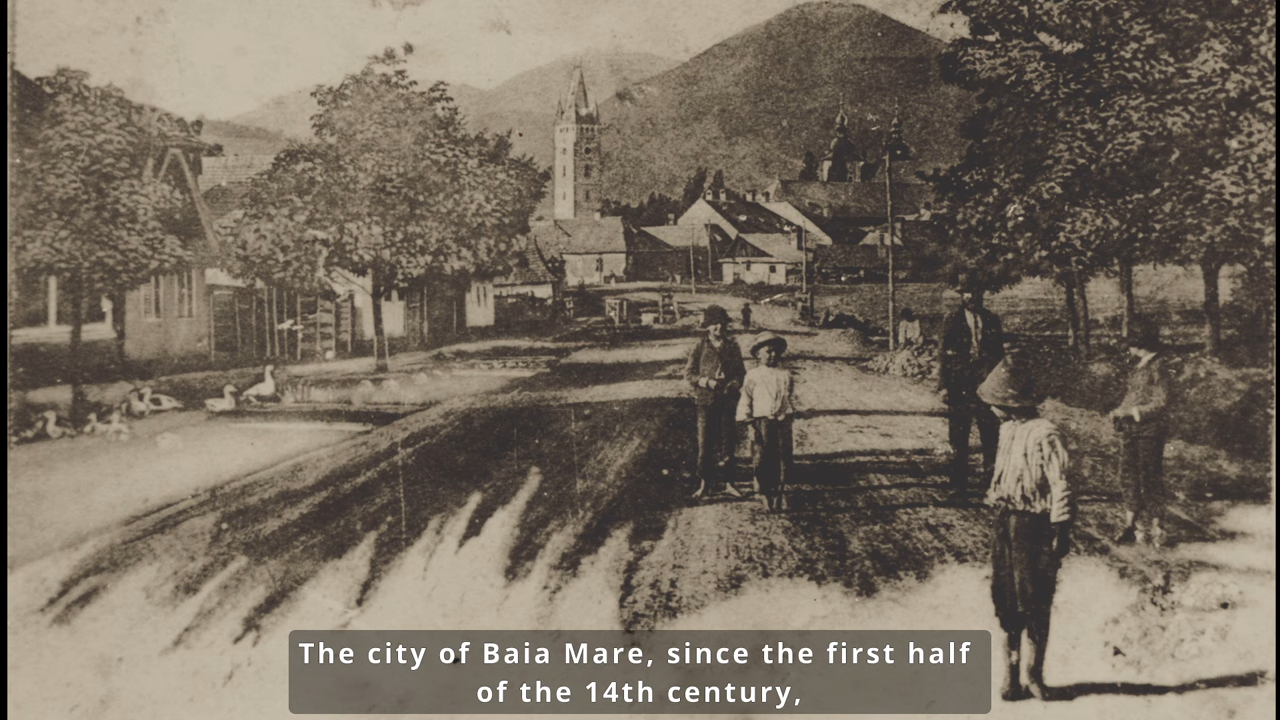 The city of Baia Mare, since the first half
of the 14th century,